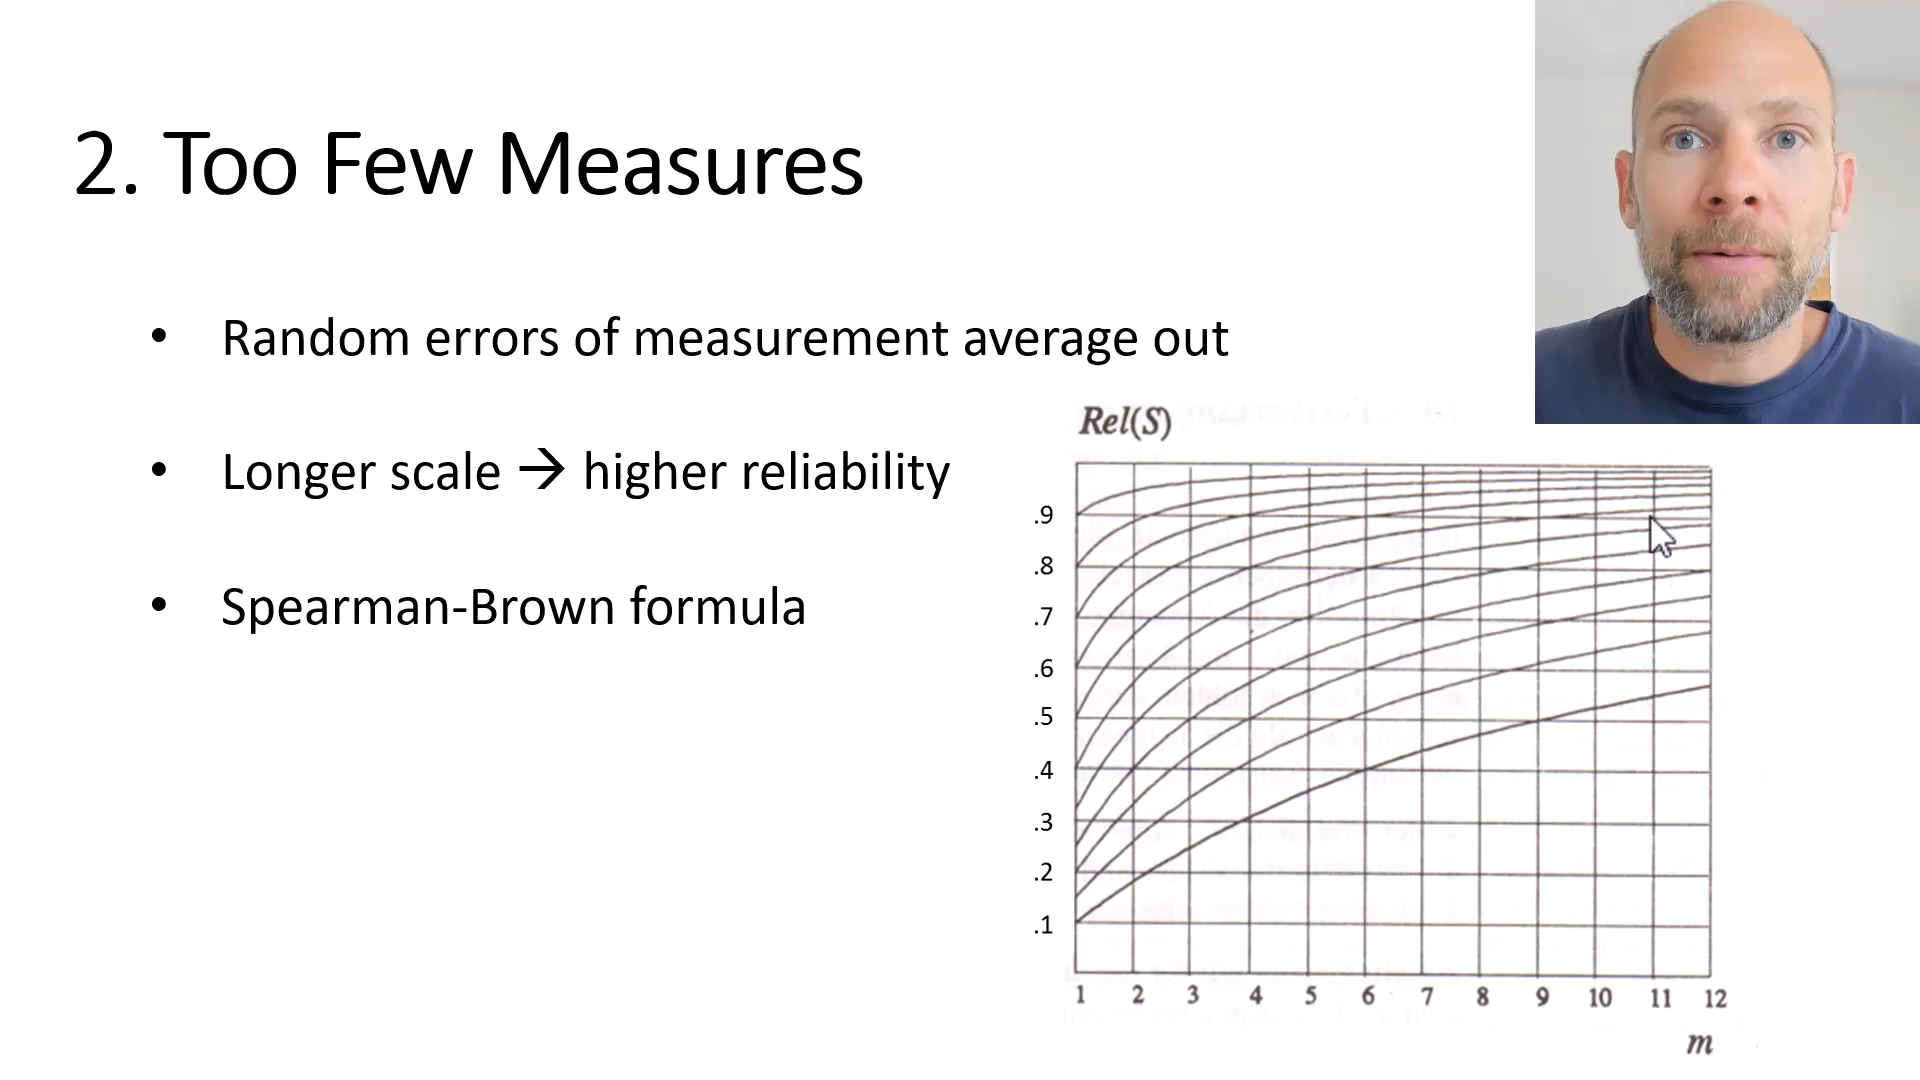 2. Too Few Measures
• Random errors of measurement average out
• Longer scale → higher reliability
• Spearman-Brown formula
Rel(S)
.9
.8
.7
.6
.5
.4
.3
.2
.1
1 2 3 4 5 6 7 8 9 10 11 12
m